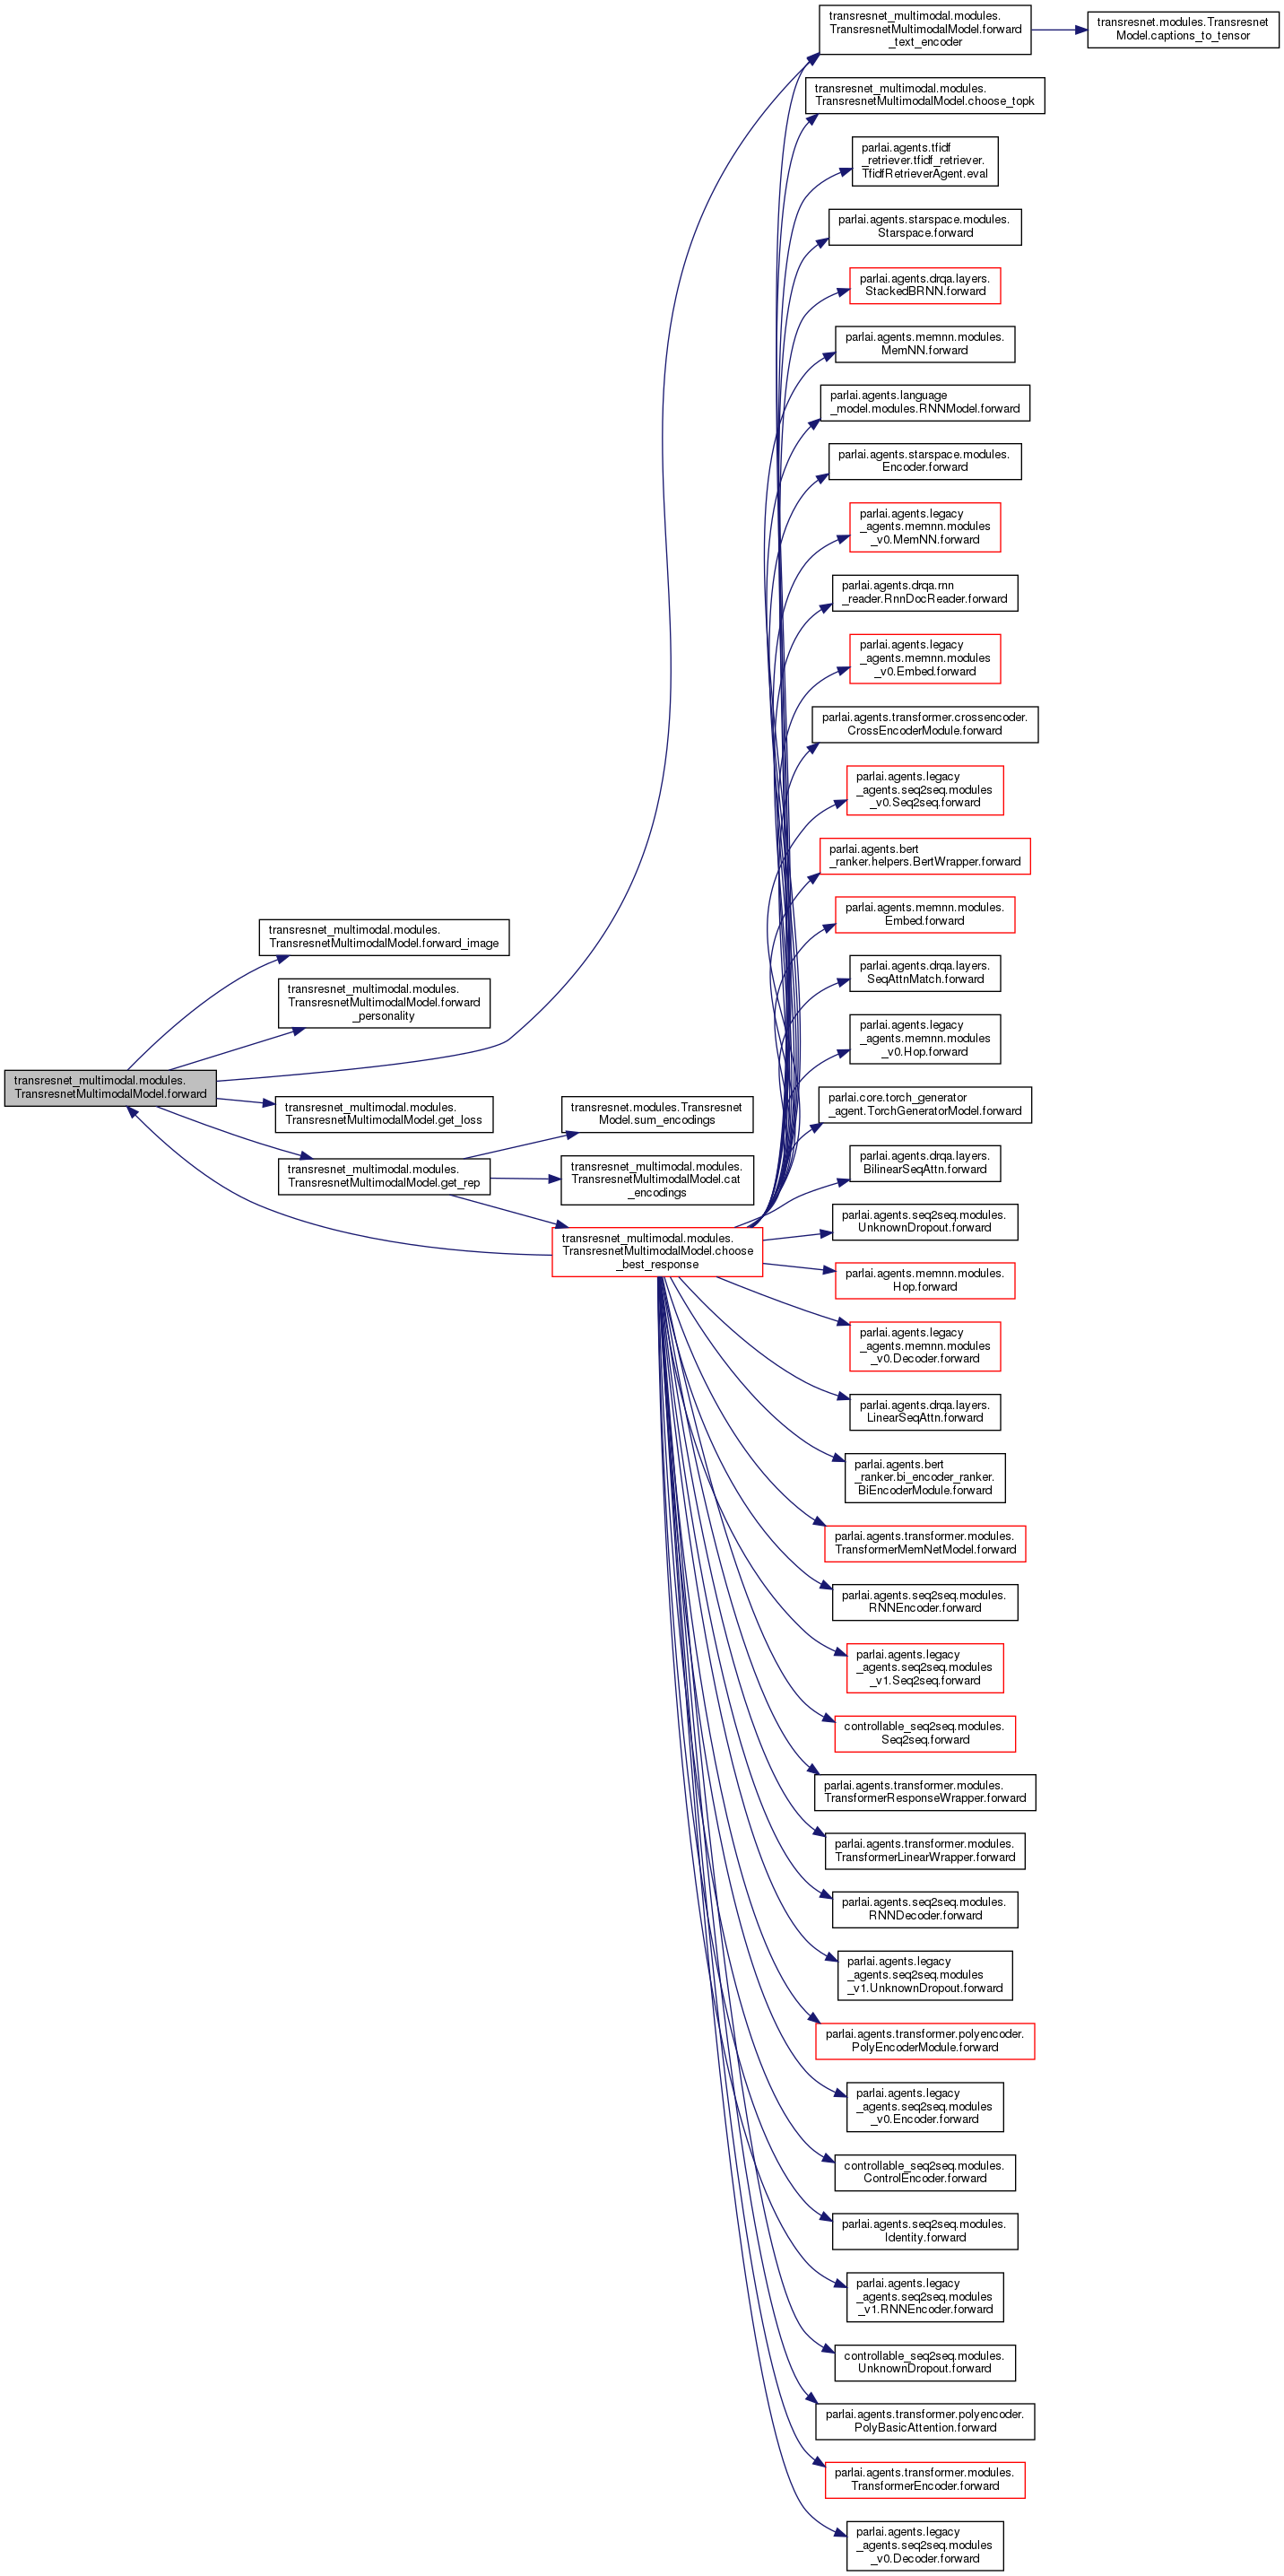 transresnet_multimodal.modules.
TransresnetMultimodalModel.forward
transresnet_multimodal.modules.
TransresnetMultimodalModel.forward_image
transresnet_multimodal.modules.
TransresnetMultimodalModel.forward
_personality
transresnet_multimodal.modules.
TransresnetMultimodalModel.get_loss
transresnet_multimodal.modules.
TransresnetMultimodalModel.get_rep
transresnet.modules.Transresnet
Model.sum_encodings
transresnet_multimodal.modules.
TransresnetMultimodalModel.cat
_encodings
transresnet_multimodal.modules.
TransresnetMultimodalModel.choose
_best_response
transresnet_multimodal.modules.
TransresnetMultimodalModel.forward
_text_encoder
transresnet.modules.Transresnet
Model.captions_to_tensor
transresnet_multimodal.modules.
TransresnetMultimodalModel.choose_topk
parlai.agents.tfidf
_retriever.tfidf_retriever.
TfidfRetrieverAgent.eval
parlai.agents.starspace.modules.
Starspace.forward
parlai.agents.drqa.layers.
StackedBRNN.forward
parlai.agents.memnn.modules.
MemNN.forward
parlai.agents.language
_model.modules.RNNModel.forward
parlai.agents.starspace.modules.
Encoder.forward
parlai.agents.legacy
_agents.memnn.modules
_v0.MemNN.forward
parlai.agents.drqa.rnn
_reader.RnnDocReader.forward
parlai.agents.legacy
_agents.memnn.modules
_v0.Embed.forward
parlai.agents.transformer.crossencoder.
CrossEncoderModule.forward
parlai.agents.legacy
_agents.seq2seq.modules
_v0.Seq2seq.forward
parlai.agents.bert
_ranker.helpers.BertWrapper.forward
parlai.agents.memnn.modules.
Embed.forward
parlai.agents.drqa.layers.
SeqAttnMatch.forward
parlai.agents.legacy
_agents.memnn.modules
_v0.Hop.forward
parlai.core.torch_generator
_agent.TorchGeneratorModel.forward
parlai.agents.drqa.layers.
BilinearSeqAttn.forward
parlai.agents.seq2seq.modules.
UnknownDropout.forward
parlai.agents.memnn.modules.
Hop.forward
parlai.agents.legacy
_agents.memnn.modules
_v0.Decoder.forward
parlai.agents.drqa.layers.
LinearSeqAttn.forward
parlai.agents.bert
_ranker.bi_encoder_ranker.
BiEncoderModule.forward
parlai.agents.transformer.modules.
TransformerMemNetModel.forward
parlai.agents.seq2seq.modules.
RNNEncoder.forward
parlai.agents.legacy
_agents.seq2seq.modules
_v1.Seq2seq.forward
controllable_seq2seq.modules.
Seq2seq.forward
parlai.agents.transformer.modules.
TransformerResponseWrapper.forward
parlai.agents.transformer.modules.
TransformerLinearWrapper.forward
parlai.agents.seq2seq.modules.
RNNDecoder.forward
parlai.agents.legacy
_agents.seq2seq.modules
_v1.UnknownDropout.forward
parlai.agents.transformer.polyencoder.
PolyEncoderModule.forward
parlai.agents.legacy
_agents.seq2seq.modules
_v0.Encoder.forward
controllable_seq2seq.modules.
ControlEncoder.forward
parlai.agents.seq2seq.modules.
Identity.forward
parlai.agents.legacy
_agents.seq2seq.modules
_v1.RNNEncoder.forward
controllable_seq2seq.modules.
UnknownDropout.forward
parlai.agents.transformer.polyencoder.
PolyBasicAttention.forward
parlai.agents.transformer.modules.
TransformerEncoder.forward
parlai.agents.legacy
_agents.seq2seq.modules
_v0.Decoder.forward